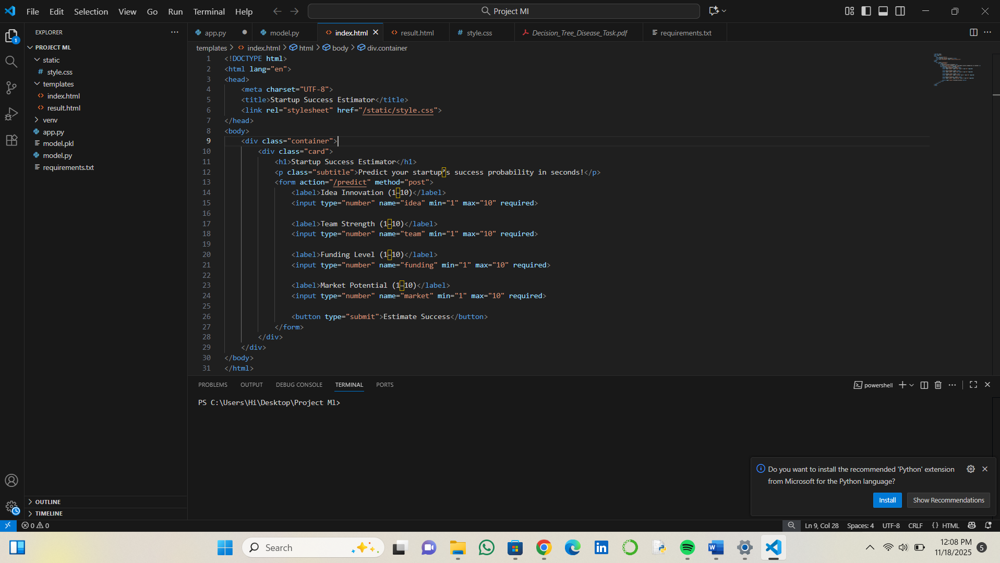 File Edit Selection View Go Run Terminal Help
Project Ml
EXPLORER
PROJECT ML
static
# style.css
templates
<> index.html
<> result.html
venv
app.py
model.pkl
model.py
requirements.txt
OUTLINE
TIMELINE
app.py model.py <> index.html <> result.html # style.css Decision_Tree_Disease_Task.pdf requirements.txt
templates > <> index.html > html > body > div.container
1 <!DOCTYPE html>
2 <html lang="en">
3 <head>
4 <meta charset="UTF-8">
5 <title>Startup Success Estimator</title>
6 <link rel="stylesheet" href="/static/style.css">
7 </head>
8 <body>
9 <div class="container">
10 <div class="card">
11 <h1>Startup Success Estimator</h1>
12 <p class="subtitle">Predict your startup’s success probability in seconds!</p>
13 <form action="/predict" method="post">
14 <label>Idea Innovation (1–10)</label>
15 <input type="number" name="idea" min="1" max="10" required>
16
17 <label>Team Strength (1–10)</label>
18 <input type="number" name="team" min="1" max="10" required>
19
20 <label>Funding Level (1–10)</label>
21 <input type="number" name="funding" min="1" max="10" required>
22
23 <label>Market Potential (1–10)</label>
24 <input type="number" name="market" min="1" max="10" required>
25
26 <button type="submit">Estimate Success</button>
27 </form>
28 </div>
29 </div>
30 </body>
31 </html>
PROBLEMS OUTPUT DEBUG CONSOLE TERMINAL PORTS
powershell
PS C:\Users\Hi\Desktop\Project Ml>
Do you want to install the recommended 'Python' extension
from Microsoft for the Python language?
Install Show Recommendations
0 0
Ln 9, Col 28 Spaces: 4 UTF-8 CRLF {} HTML
Search
12:08 PM
11/18/2025
5
1